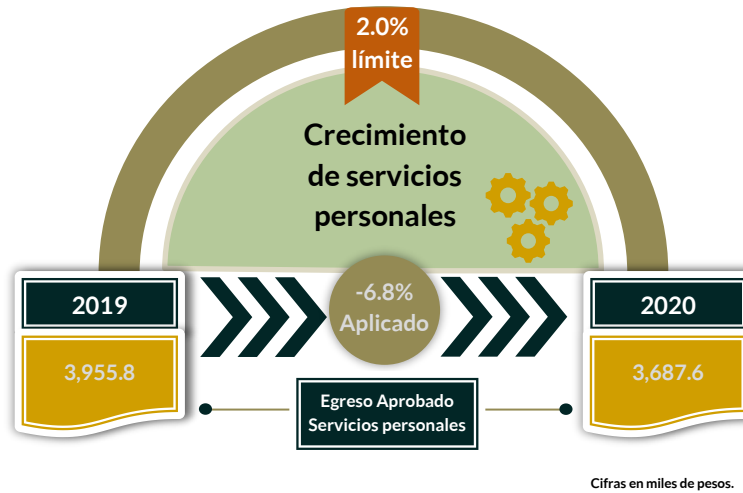 2.0%
límite
Crecimiento
de servicios
personales
2019
-6.8%
Aplicado
2020
3,955.8
3,687.6
Egreso Aprobado
Servicios personales
Cifras en miles de pesos.